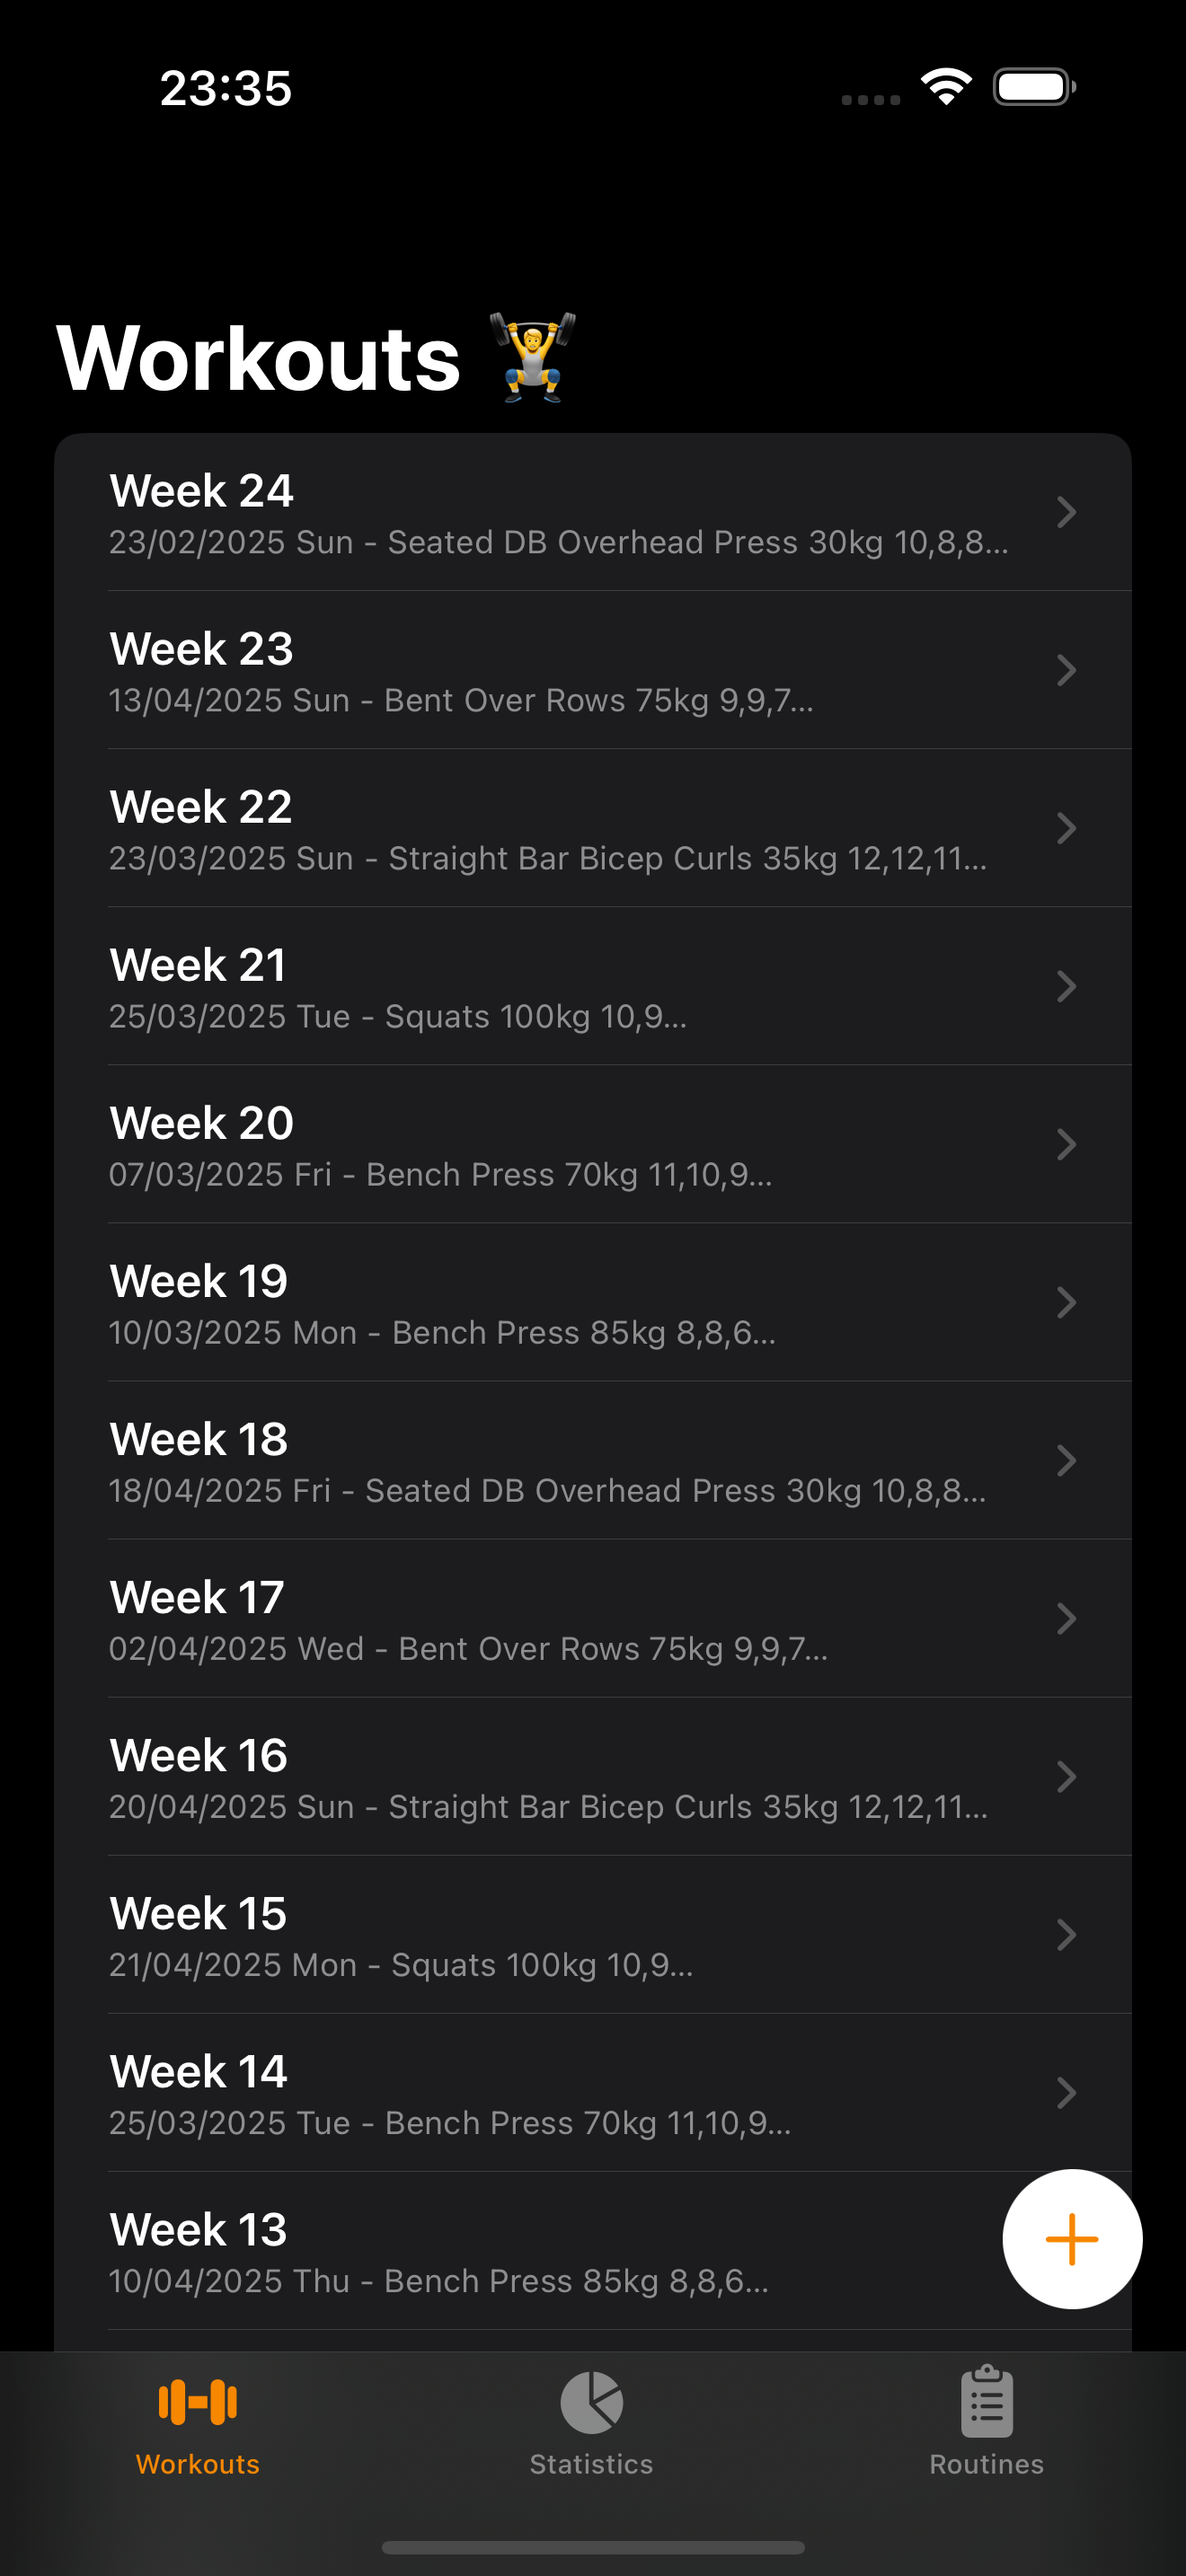 23:35
Workouts 🏋️
Week 24
23/02/2025 Sun - Seated DB Overhead Press 30kg 10,8,8...
Week 23
13/04/2025 Sun - Bent Over Rows 75kg 9,9,7...
Week 22
23/03/2025 Sun - Straight Bar Bicep Curls 35kg 12,12,11...
Week 21
25/03/2025 Tue - Squats 100kg 10,9...
Week 20
07/03/2025 Fri - Bench Press 70kg 11,10,9...
Week 19
10/03/2025 Mon - Bench Press 85kg 8,8,6...
Week 18
18/04/2025 Fri - Seated DB Overhead Press 30kg 10,8,8...
Week 17
02/04/2025 Wed - Bent Over Rows 75kg 9,9,7...
Week 16
20/04/2025 Sun - Straight Bar Bicep Curls 35kg 12,12,11...
Week 15
21/04/2025 Mon - Squats 100kg 10,9...
Week 14
25/03/2025 Tue - Bench Press 70kg 11,10,9...
Week 13
10/04/2025 Thu - Bench Press 85kg 8,8,6...
Workouts
Statistics
Routines